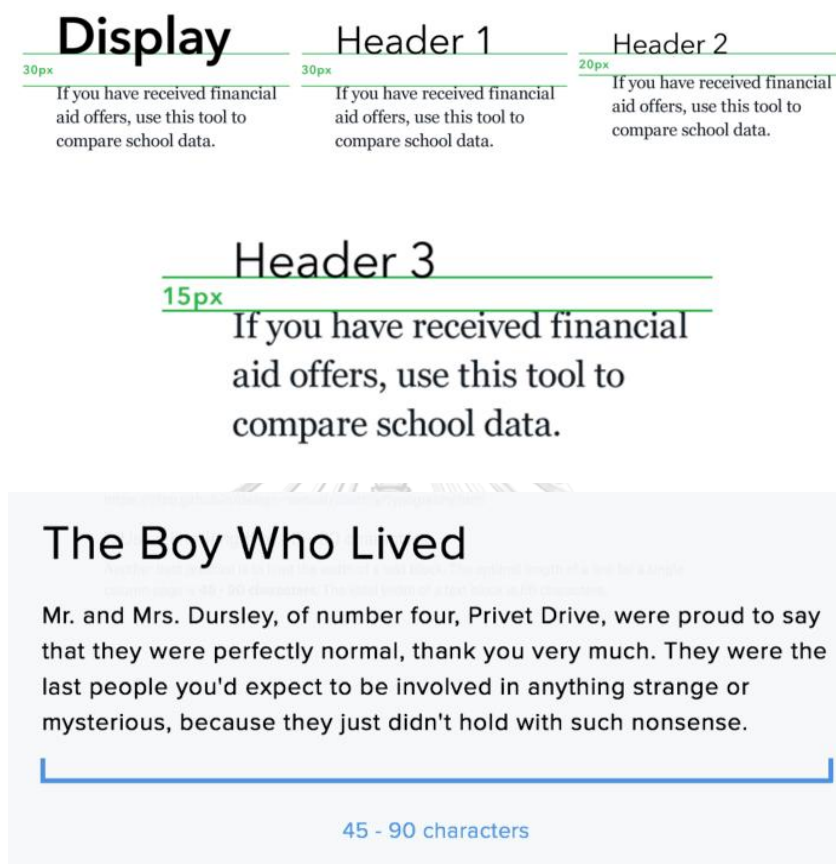 Display
30px
If you have received financial
aid offers, use this tool to
compare school data.
Header 1
30px
If you have received financial
aid offers, use this tool to
compare school data.
Header 2
20px
If you have received financial
aid offers, use this tool to
compare school data.
Header 3
15px
If you have received financial
aid offers, use this tool to
compare school data.
The Boy Who Lived
Mr. and Mrs. Dursley, of number four, Privet Drive, were proud to say
that they were perfectly normal, thank you very much. They were the
last people you'd expect to be involved in anything strange or
mysterious, because they just didn't hold with such nonsense.
45 - 90 characters